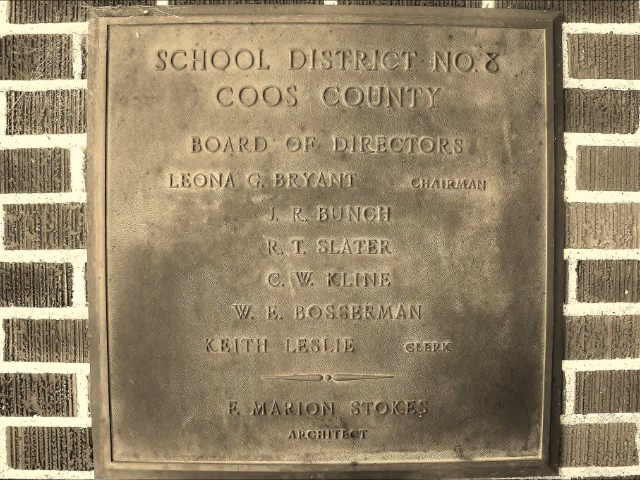 SCHOOL DISTRICT NO. 8
COOS COUNTY
BOARD OF DIRECTORS
LEONA G. BRYANT CHAIRMAN
J. R. BUNCH
R. T. SLATER
C. W. KLINE
W. E. BOSSERMAN
KEITH LESLIE CLERK
F. MARION STOKES
ARCHITECT